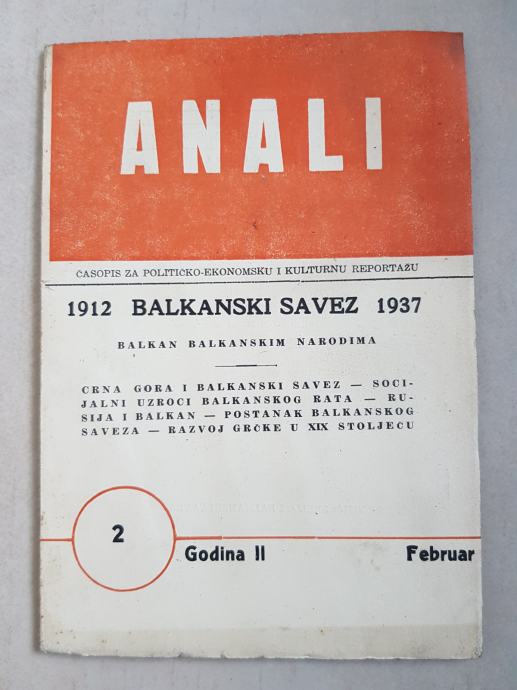 ANALI
ČASOPIS ZA POLITIČKO-EKONOMSKU I KULTURNU REPORTAŽU
1912 BALKANSKI SAVEZ 1937
BALKAN BALKANSKIM NARODIMA
CRNA GORA I BALKANSKI SAVEZ — SOCI-
JALNI UZROCI BALKANSKOG RATA — RU-
SIJA I BALKAN — POSTANAK BALKANSKOG
SAVEZA — RAZVOJ GRČKE U XIX STOLJEĆU
2
Godina II Februar